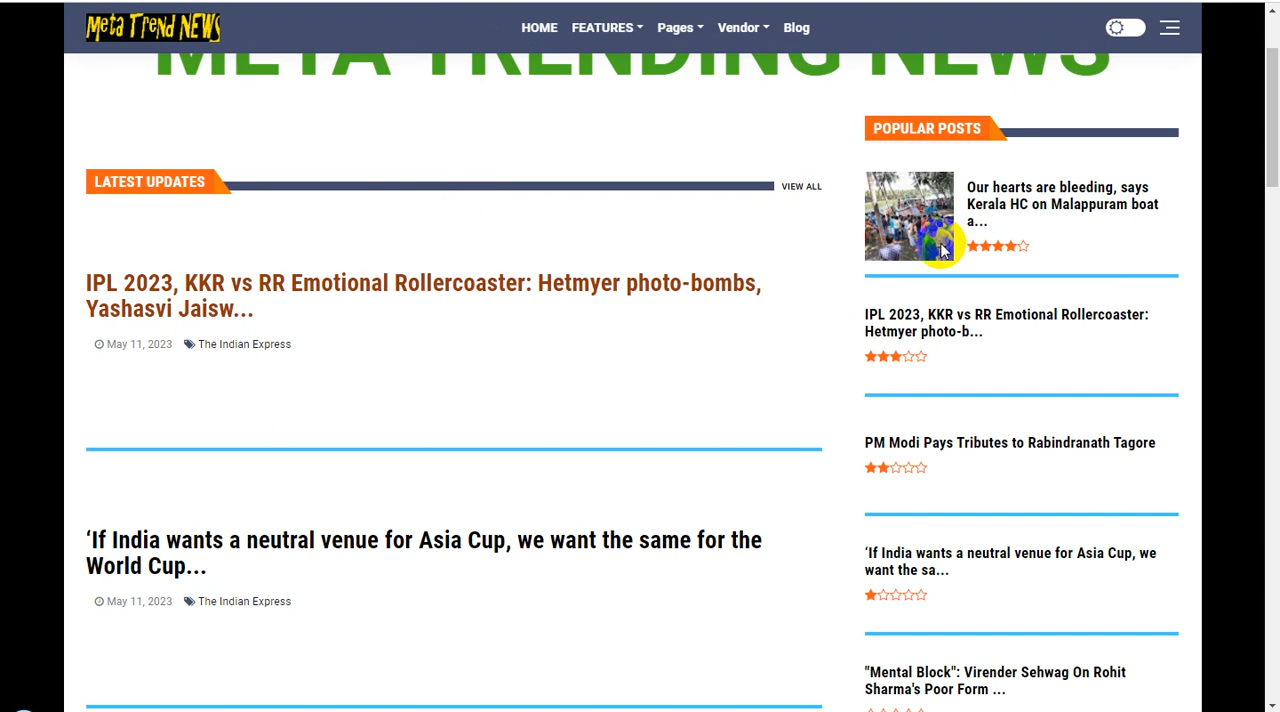 Meta Trend NEWS
HOME FEATURES Pages Vendor Blog
META TRENDING NEWS
LATEST UPDATES
VIEW ALL
IPL 2023, KKR vs RR Emotional Rollercoaster: Hetmyer photo-bombs,
Yashasvi Jaisw...
May 11, 2023 The Indian Express
‘If India wants a neutral venue for Asia Cup, we want the same for the
World Cup...
May 11, 2023 The Indian Express
POPULAR POSTS
Our hearts are bleeding, says
Kerala HC on Malappuram boat
a...
IPL 2023, KKR vs RR Emotional Rollercoaster:
Hetmyer photo-b...
PM Modi Pays Tributes to Rabindranath Tagore
‘If India wants a neutral venue for Asia Cup, we
want the sa...
"Mental Block": Virender Sehwag On Rohit
Sharma's Poor Form ...